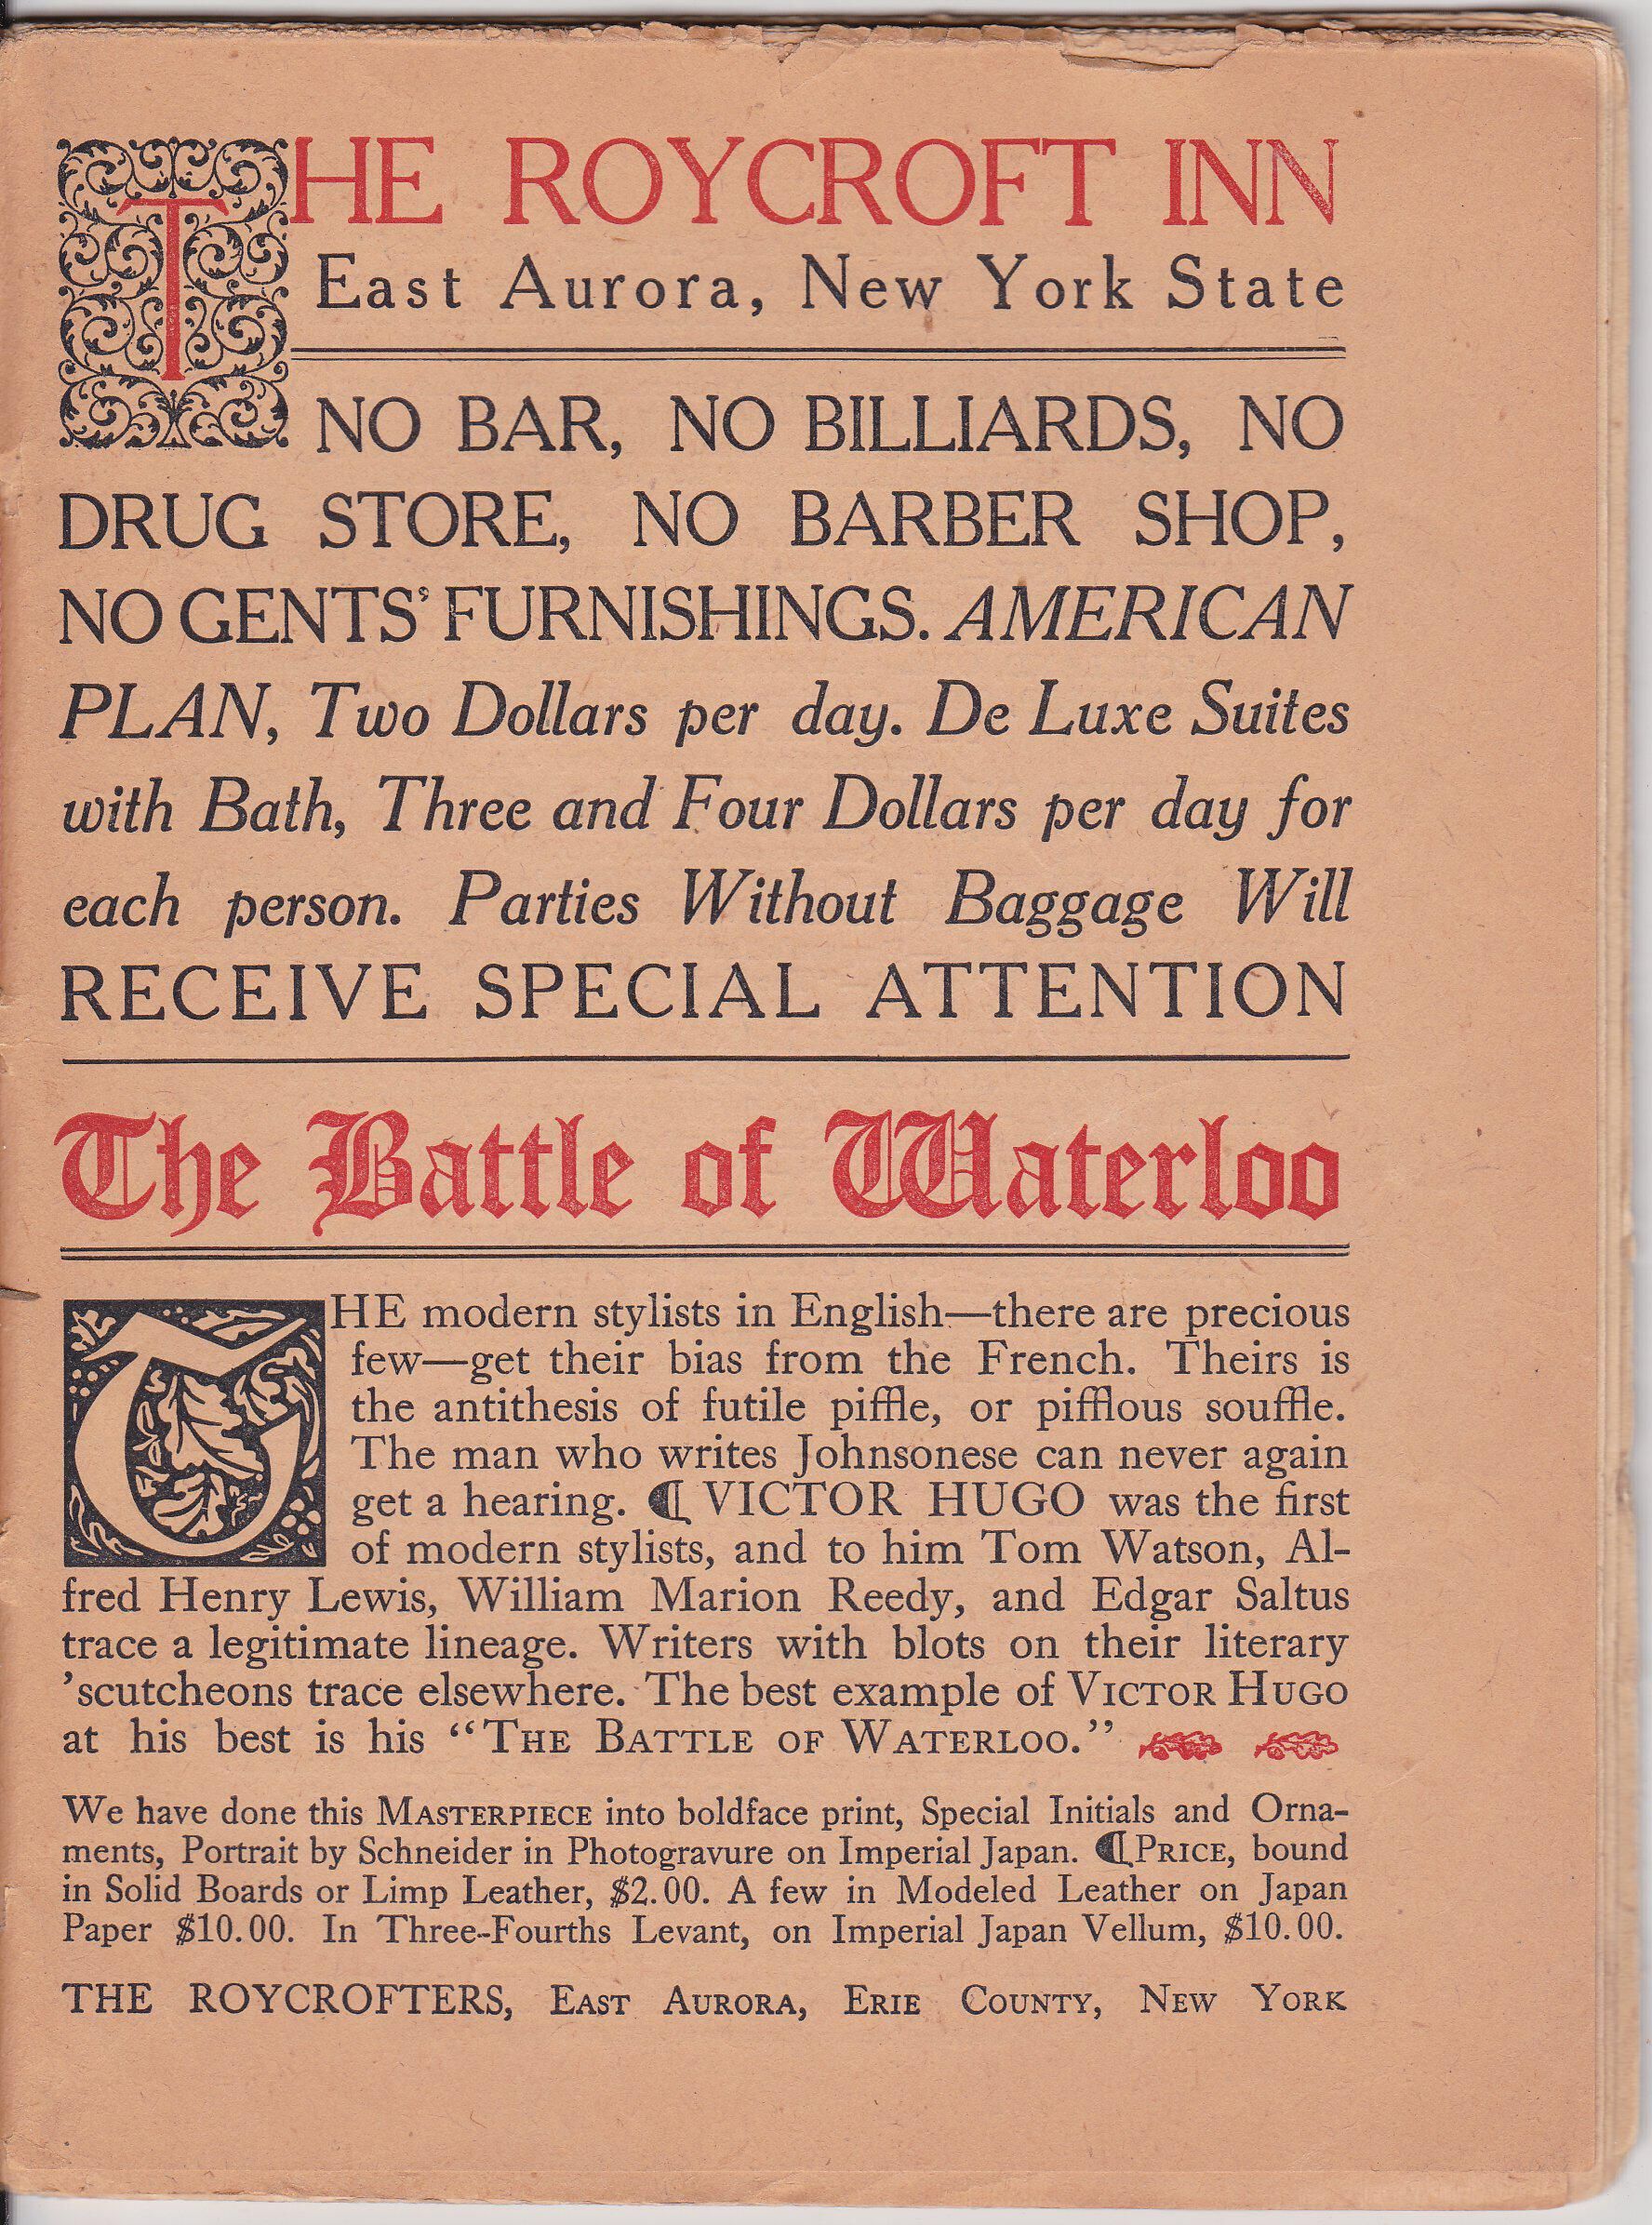 THE ROYCROFT INN
East Aurora, New York State
NO BAR, NO BILLIARDS, NO
DRUG STORE, NO BARBER SHOP,
NO GENTS' FURNISHINGS. AMERICAN
PLAN, Two Dollars per day. De Luxe Suites
with Bath, Three and Four Dollars per day for
each person. Parties Without Baggage Will
RECEIVE SPECIAL ATTENTION
The Battle of Waterloo
THE modern stylists in English—there are precious
few—get their bias from the French. Theirs is
the antithesis of futile piffle, or pifflous souffle.
The man who writes Johnsonese can never again
get a hearing. ¶ VICTOR HUGO was the first
of modern stylists, and to him Tom Watson, Al-
fred Henry Lewis, William Marion Reedy, and Edgar Saltus
trace a legitimate lineage. Writers with blots on their literary
'scutcheons trace elsewhere. The best example of VICTOR HUGO
at his best is his “THE BATTLE OF WATERLOO.”
We have done this MASTERPIECE into boldface print, Special Initials and Orna-
ments, Portrait by Schneider in Photogravure on Imperial Japan. ¶ PRICE, bound
in Solid Boards or Limp Leather, $2.00. A few in Modeled Leather on Japan
Paper $10.00. In Three-Fourths Levant, on Imperial Japan Vellum, $10.00.
THE ROYCROFTERS, EAST AURORA, ERIE COUNTY, NEW YORK